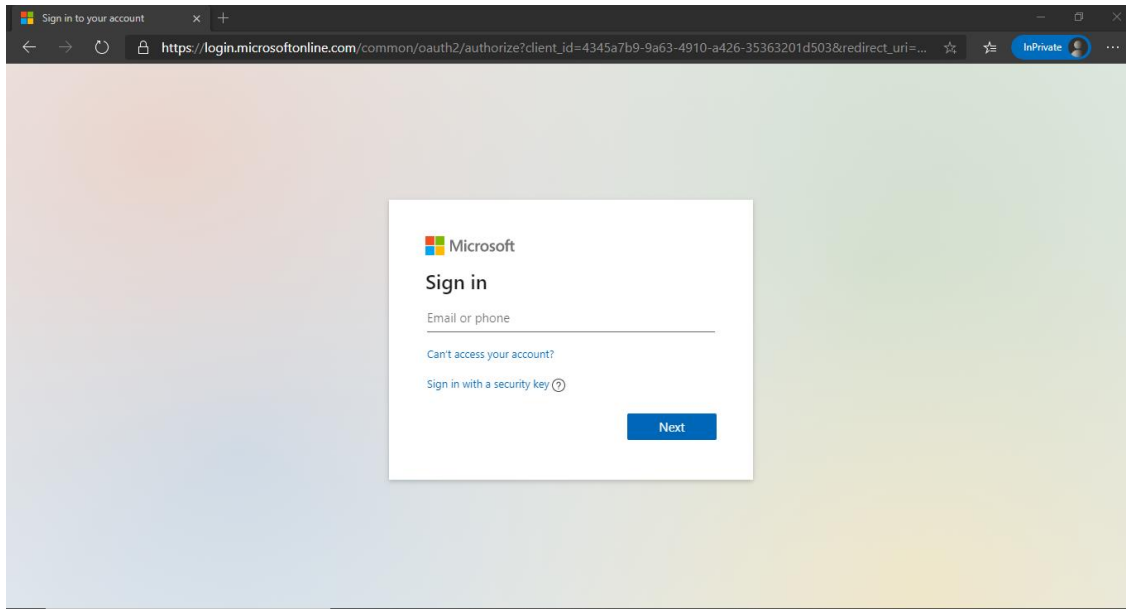 Sign in to your account
https://login.microsoftonline.com/common/oauth2/authorize?client_id=4345a7b9-9a63-4910-a426-35363201d503&redirect_uri=...
InPrivate
Microsoft
Sign in
Email or phone
Can't access your account?
Sign in with a security key
Next